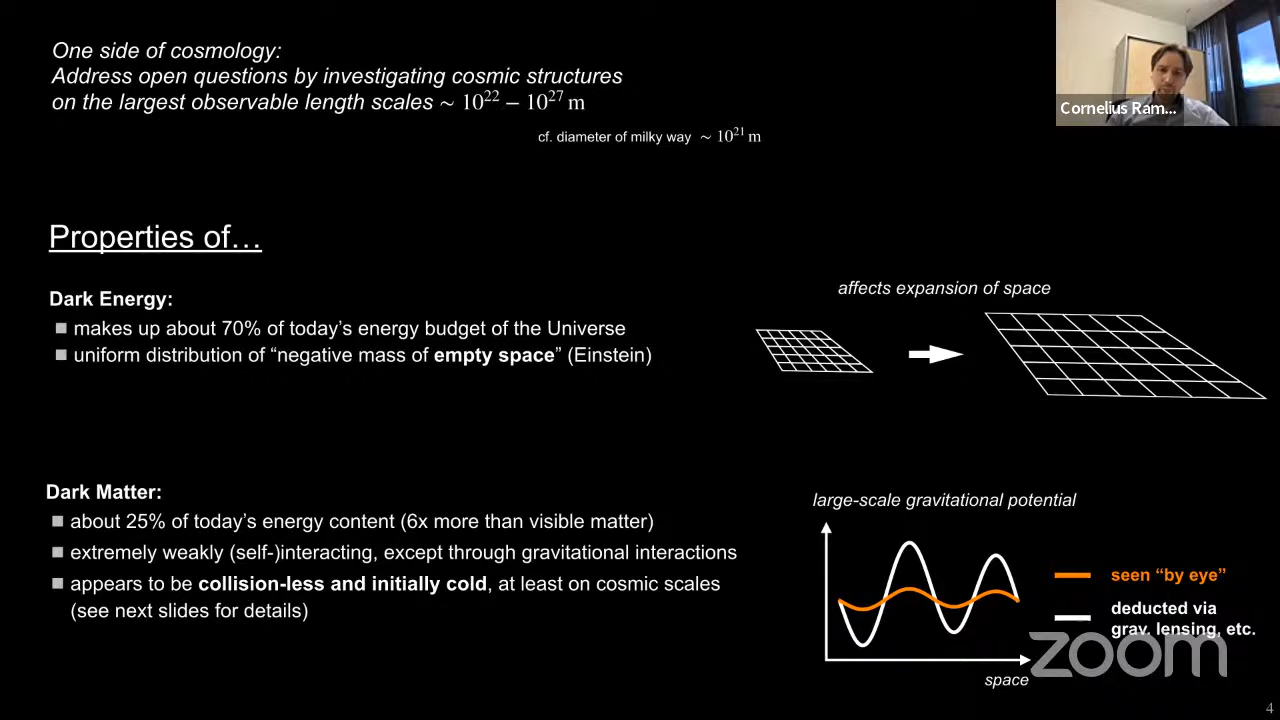 One side of cosmology:
Address open questions by investigating cosmic structures
on the largest observable length scales ~ 10²² – 10²⁷ m
cf. diameter of milky way ~ 10²¹ m
Cornelius Ram...
Properties of…
Dark Energy:
■ makes up about 70% of today's energy budget of the Universe
■ uniform distribution of “negative mass of empty space” (Einstein)
affects expansion of space
Dark Matter:
■ about 25% of today's energy content (6x more than visible matter)
■ extremely weakly (self-)interacting, except through gravitational interactions
■ appears to be collision-less and initially cold, at least on cosmic scales
(see next slides for details)
large-scale gravitational potential
seen “by eye”
deducted via
grav. lensing, etc.
space
zoom
4